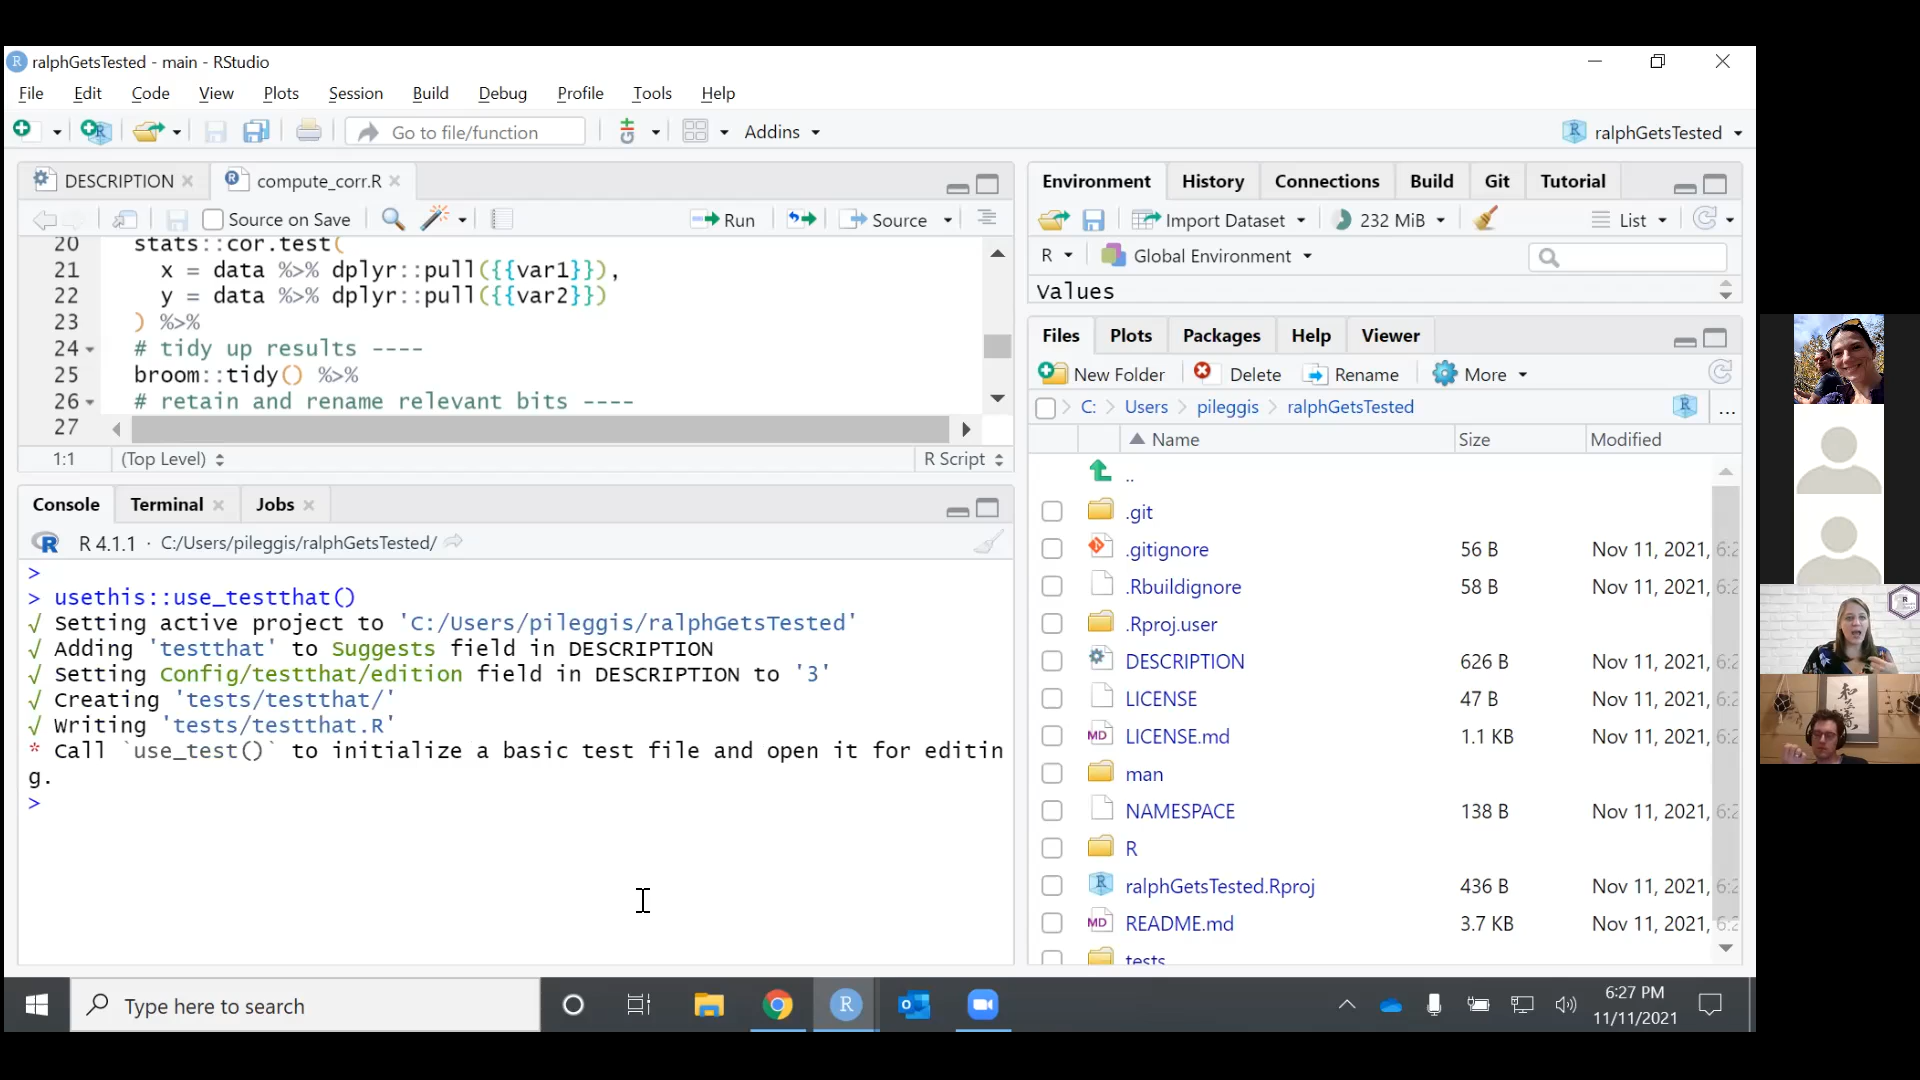 ralphGetsTested - main - RStudio
File Edit Code View Plots Session Build Debug Profile Tools Help
Go to file/function Addins ralphGetsTested
DESCRIPTION compute_corr.R
Source on Save Run Source
20 stats::cor.test(
21 x = data %>% dplyr::pull({{var1}}),
22 y = data %>% dplyr::pull({{var2}})
23 ) %>%
24 # tidy up results ----
25 broom::tidy() %>%
26 # retain and rename relevant bits ----
27
1:1 (Top Level) R Script
Console Terminal Jobs
R 4.1.1 · C:/Users/pileggis/ralphGetsTested/
>
> usethis::use_testthat()
√ Setting active project to 'C:/Users/pileggis/ralphGetsTested'
√ Adding 'testthat' to Suggests field in DESCRIPTION
√ Setting Config/testthat/edition field in DESCRIPTION to '3'
√ Creating 'tests/testthat/'
√ Writing 'tests/testthat.R'
* Call `use_test()` to initialize a basic test file and open it for editin
g.
>
Environment History Connections Build Git Tutorial
Import Dataset 232 MiB List
R Global Environment
Values
Files Plots Packages Help Viewer
New Folder Delete Rename More
C: Users pileggis ralphGetsTested ...
Name Size Modified
..
.git
.gitignore 56 B Nov 11, 2021,
.Rbuildignore 58 B Nov 11, 2021,
.Rproj.user
DESCRIPTION 626 B Nov 11, 2021,
LICENSE 47 B Nov 11, 2021,
LICENSE.md 1.1 KB Nov 11, 2021,
man
NAMESPACE 138 B Nov 11, 2021,
R
ralphGetsTested.Rproj 436 B Nov 11, 2021,
README.md 3.7 KB Nov 11, 2021,
tests
Type here to search
6:27 PM
11/11/2021